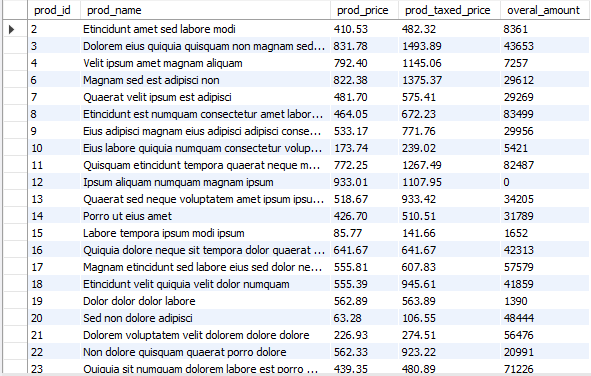 prod_id prod_name prod_price prod_taxed_price overal_amount
2 Etincidunt amet sed labore modi 410.53 482.32 8361
3 Dolorem eius quiquia quisquam non magnam sed... 831.78 1493.89 43653
4 Velit ipsum amet magnam aliquam 792.40 1145.06 7257
6 Magnam sed est adipisci non 822.38 1375.37 29612
7 Quaerat velit ipsum est adipisci 481.70 575.41 29269
8 Etincidunt est numquam consectetur amet labor... 464.05 672.23 83499
9 Eius adipisci magnam eius adipisci adipisci conse... 533.17 771.76 29956
10 Eius labore quiquia numquam consectetur volup... 173.74 239.02 5421
11 Quisquam etincidunt tempora quaerat neque m... 772.25 1267.49 82487
12 Ipsum aliquam numquam magnam ipsum 933.01 1107.95 0
13 Quaerat sed neque voluptatem amet ipsum ipsu... 518.67 933.42 34205
14 Porro ut eius amet 426.70 510.51 31789
15 Labore tempora ipsum modi ipsum 85.77 141.66 1652
16 Quiquia dolore neque sit tempora dolor quaerat ... 641.67 641.67 42313
17 Magnam etincidunt sed labore eius sed dolor ne... 555.81 607.83 57579
18 Etincidunt velit quiquia velit dolor numquam 555.39 945.61 41859
19 Dolor dolor dolor labore 562.89 563.89 1390
20 Sed non dolore adipisci 63.28 106.55 48444
21 Dolorem voluptatem velit dolorem dolore dolore 226.93 274.51 56476
22 Non dolore quisquam quaerat porro dolore 562.33 923.22 20991
23 Quiquia sit numquam dolorem labore est porro ... 439.35 480.89 71226